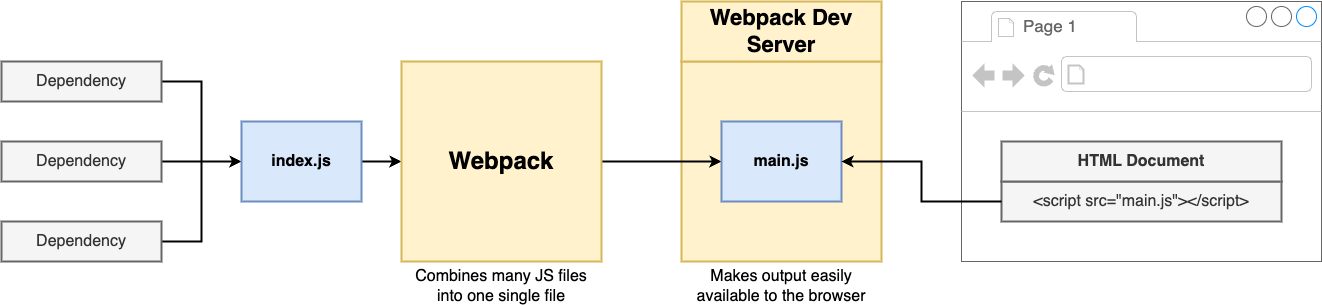 Dependency
Dependency
Dependency
index.js
Webpack
Combines many JS files
into one single file
Webpack Dev
Server
main.js
Makes output easily
available to the browser
Page 1
HTML Document
<script src="main.js"></script>